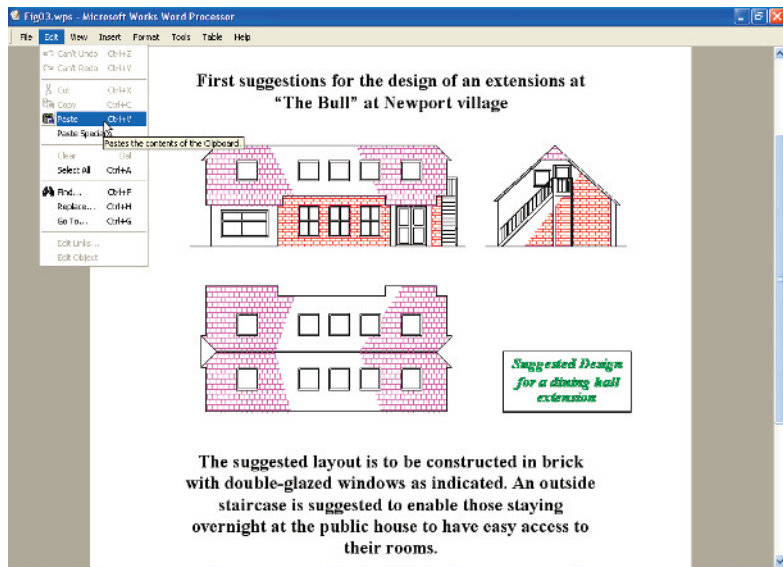 Fig03.wps - Microsoft Works Word Processor
File Edit View Insert Format Tools Table Help
Can't Undo Ctrl+Z
Can't Redo Ctrl+Y
Cut Ctrl+X
Copy Ctrl+C
Paste Ctrl+V
Paste Special
Pastes the contents of the Clipboard.
Clear Del
Select All Ctrl+A
Find... Ctrl+F
Replace... Ctrl+H
Go To... Ctrl+G
Edit Links...
Edit Object
First suggestions for the design of an extensions at
“The Bull” at Newport village
Suggested Design
for a dining hall
extension
The suggested layout is to be constructed in brick
with double-glazed windows as indicated. An outside
staircase is suggested to enable those staying
overnight at the public house to have easy access to
their rooms.